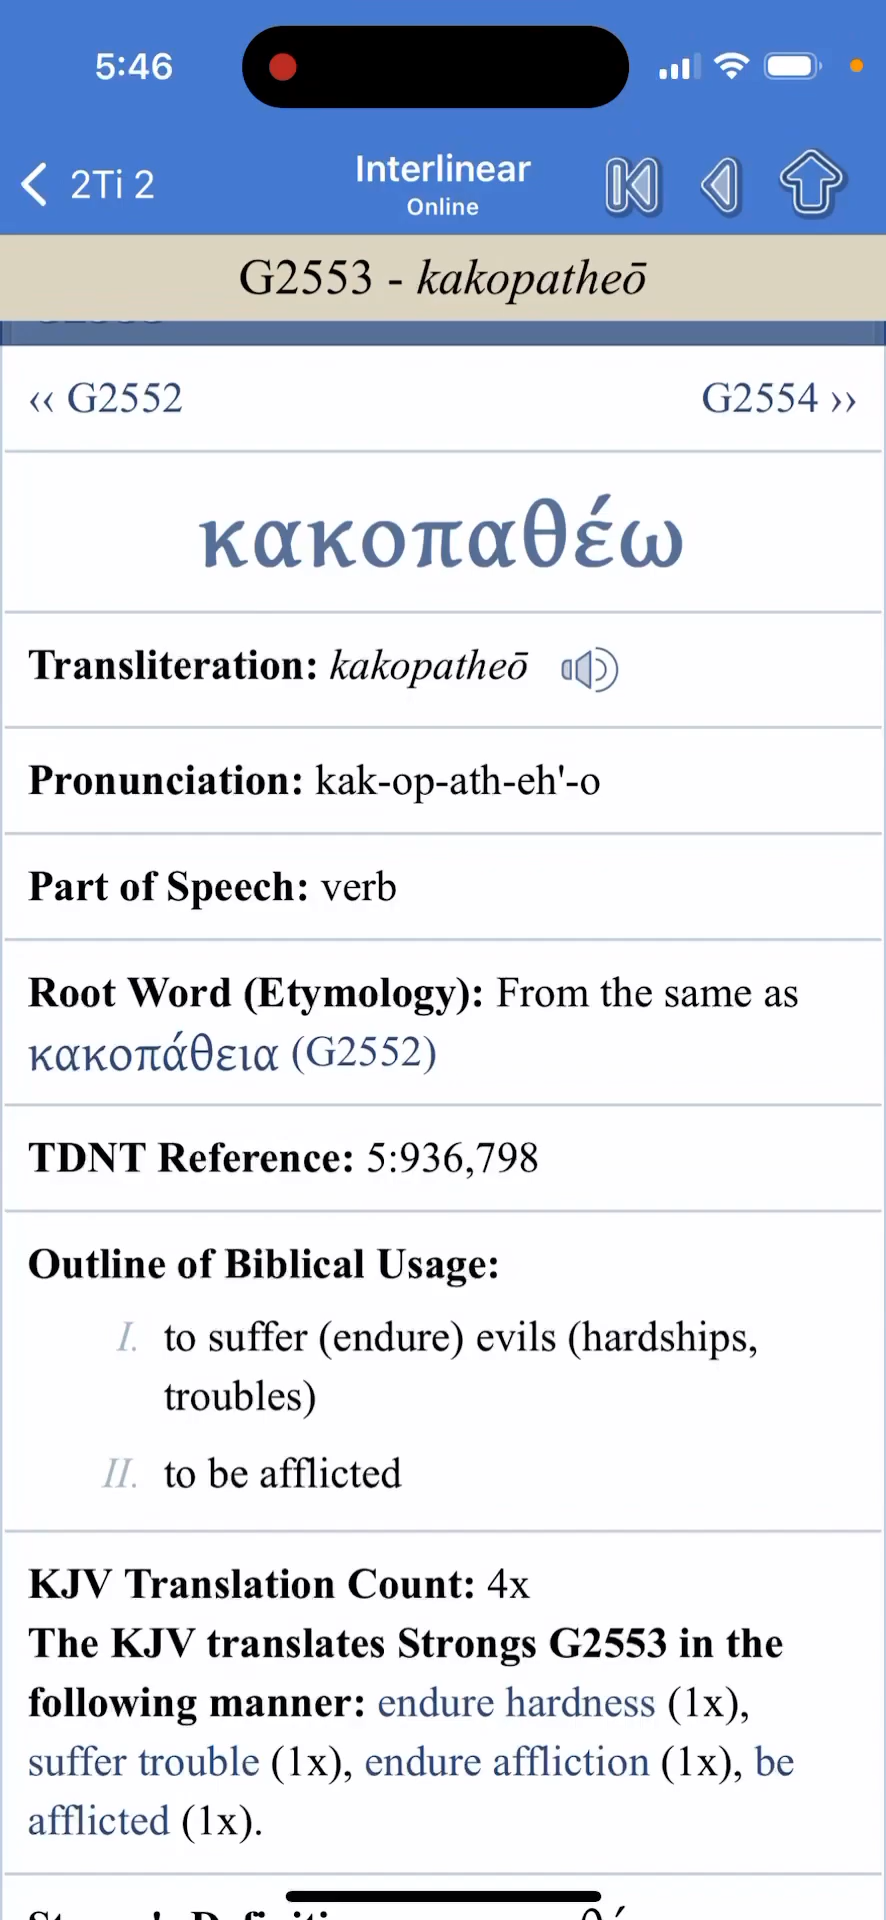 5:46
2Ti 2
Interlinear
Online
G2553 - kakopatheō
‹‹ G2552
G2554 ››
κακοπαθέω
Transliteration: kakopatheō
Pronunciation: kak-op-ath-eh'-o
Part of Speech: verb
Root Word (Etymology): From the same as
κακοπάθεια (G2552)
TDNT Reference: 5:936,798
Outline of Biblical Usage:
I. to suffer (endure) evils (hardships,
troubles)
II. to be afflicted
KJV Translation Count: 4x
The KJV translates Strongs G2553 in the
following manner: endure hardness (1x),
suffer trouble (1x), endure affliction (1x), be
afflicted (1x).